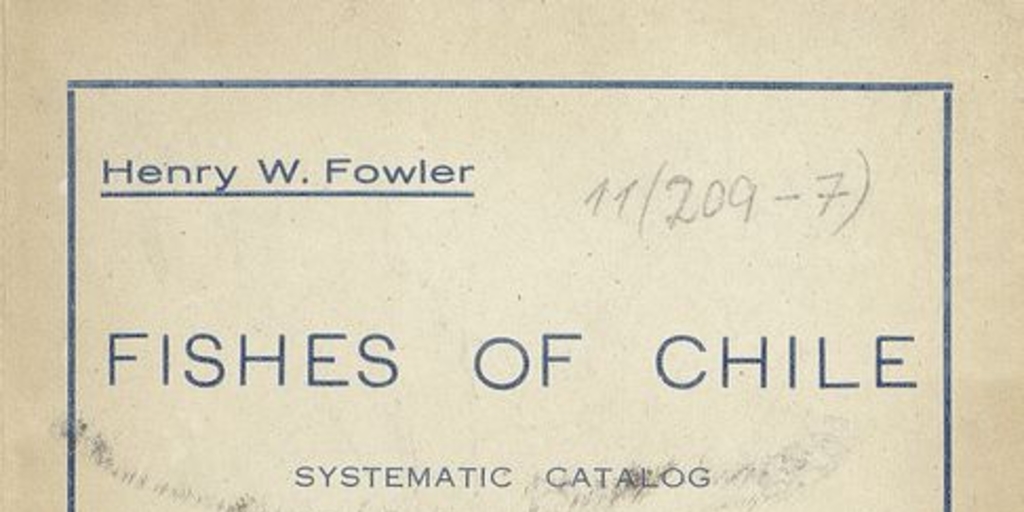 Henry W. Fowler
11(209-7)
FISHES OF CHILE
SYSTEMATIC CATALOG